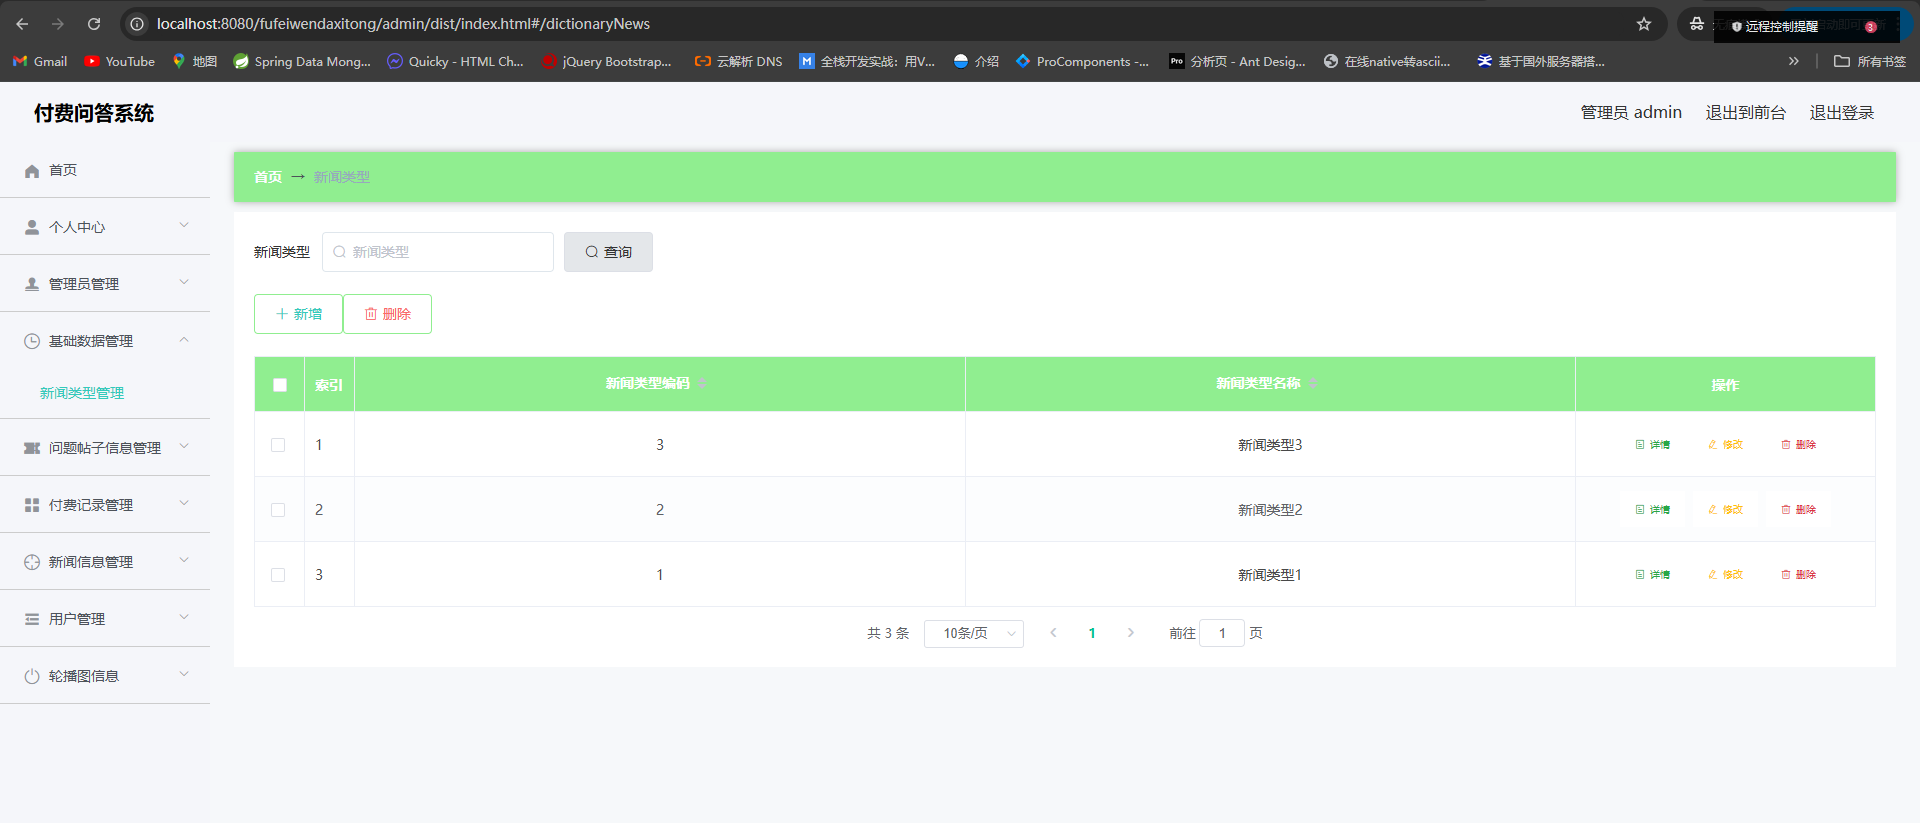 localhost:8080/fufeiwendaxitong/admin/dist/index.html#/dictionaryNews
远程控制提醒 3
Gmail YouTube 地图 Spring Data Mong... Quicky - HTML Ch... jQuery Bootstrap... 云解析 DNS 全栈开发实战：用V... 介绍 ProComponents -... Pro 分析页 - Ant Desig... 在线native转ascii... 基于国外服务器搭... 所有书签
付费问答系统 管理员 admin 退出到前台 退出登录
首页
个人中心
管理员管理
基础数据管理
新闻类型管理
问题帖子信息管理
付费记录管理
新闻信息管理
用户管理
轮播图信息
首页 → 新闻类型
新闻类型 新闻类型 查询
新增 删除
索引 新闻类型编码 新闻类型名称 操作
1 3 新闻类型3 详情 修改 删除
2 2 新闻类型2 详情 修改 删除
3 1 新闻类型1 详情 修改 删除
共 3 条 10条/页 1 前往 1 页